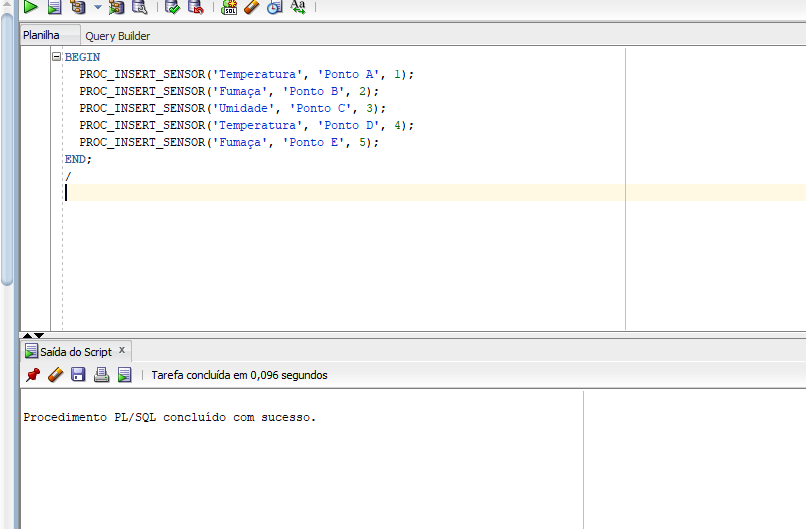 SQL
Aa
Planilha
Query Builder
BEGIN
PROC_INSERT_SENSOR('Temperatura', 'Ponto A', 1);
PROC_INSERT_SENSOR('Fumaça', 'Ponto B', 2);
PROC_INSERT_SENSOR('Umidade', 'Ponto C', 3);
PROC_INSERT_SENSOR('Temperatura', 'Ponto D', 4);
PROC_INSERT_SENSOR('Fumaça', 'Ponto E', 5);
END;
/
Saída do Script x
Tarefa concluída em 0,096 segundos
Procedimento PL/SQL concluído com sucesso.